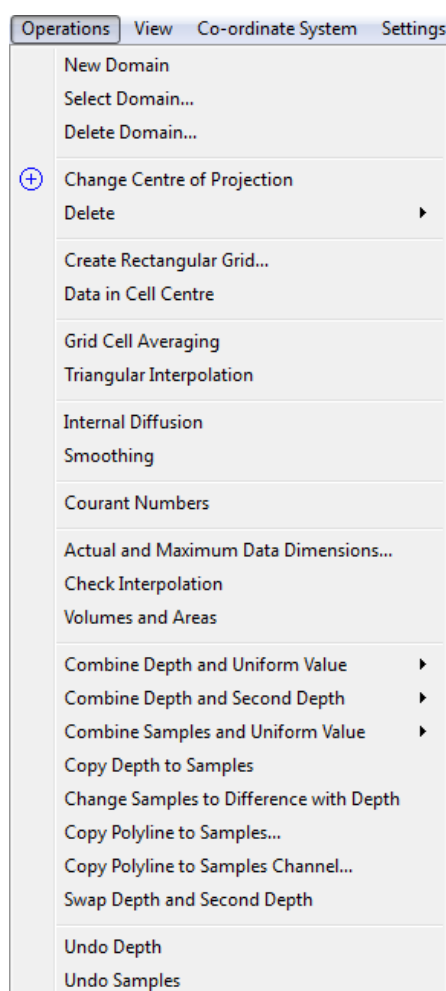 Operations View Co-ordinate System Settings
New Domain
Select Domain...
Delete Domain...
Change Centre of Projection
Delete
Create Rectangular Grid...
Data in Cell Centre
Grid Cell Averaging
Triangular Interpolation
Internal Diffusion
Smoothing
Courant Numbers
Actual and Maximum Data Dimensions...
Check Interpolation
Volumes and Areas
Combine Depth and Uniform Value
Combine Depth and Second Depth
Combine Samples and Uniform Value
Copy Depth to Samples
Change Samples to Difference with Depth
Copy Polyline to Samples...
Copy Polyline to Samples Channel...
Swap Depth and Second Depth
Undo Depth
Undo Samples